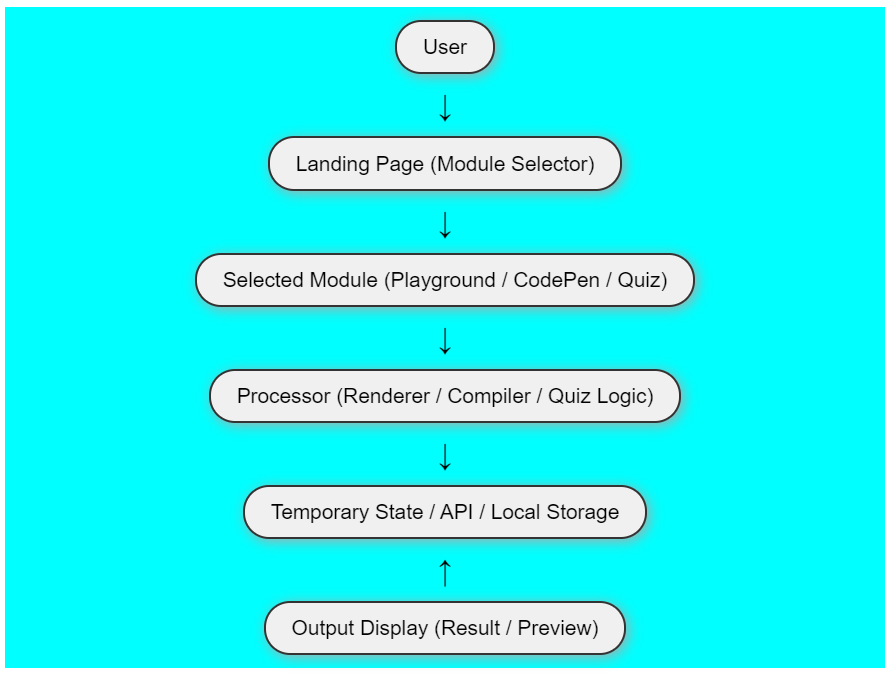 User
↓
Landing Page (Module Selector)
↓
Selected Module (Playground / CodePen / Quiz)
↓
Processor (Renderer / Compiler / Quiz Logic)
↓
Temporary State / API / Local Storage
↑
Output Display (Result / Preview)